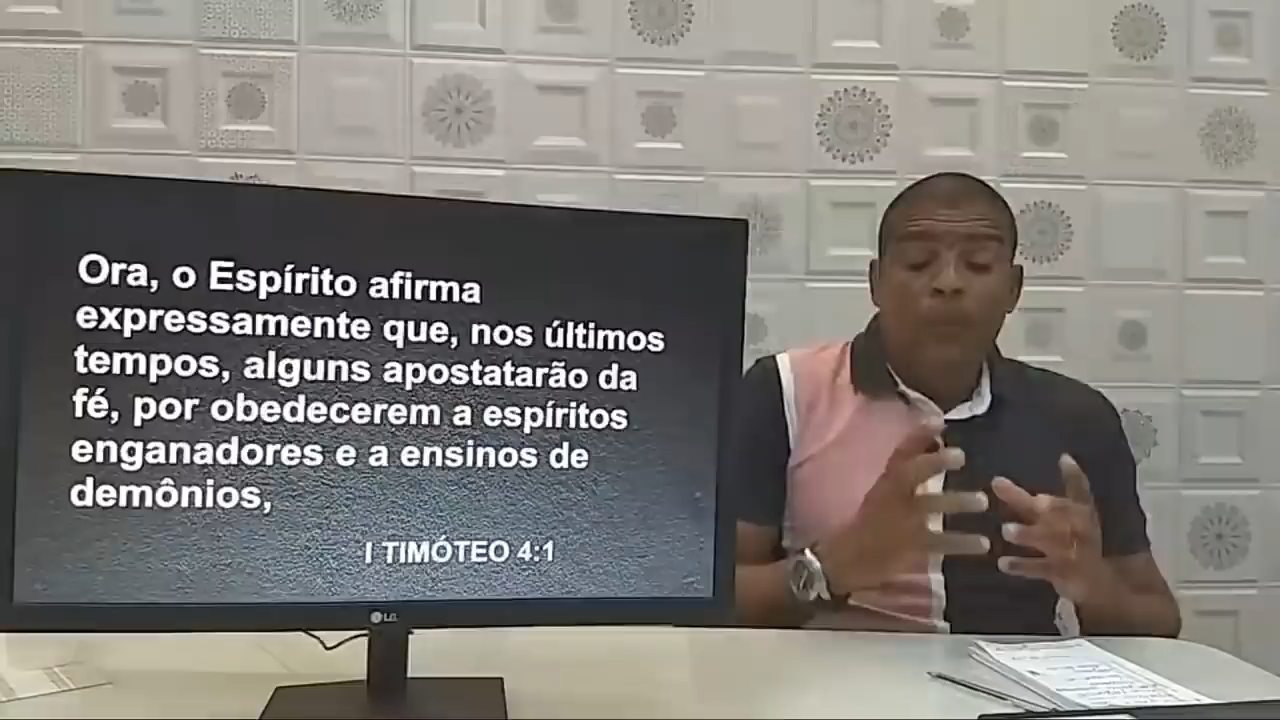 Ora, o Espírito afirma
expressamente que, nos últimos
tempos, alguns apostatarão da
fé, por obedecerem a espíritos
enganadores e a ensinos de
demônios,
I TIMÓTEO 4:1
LG